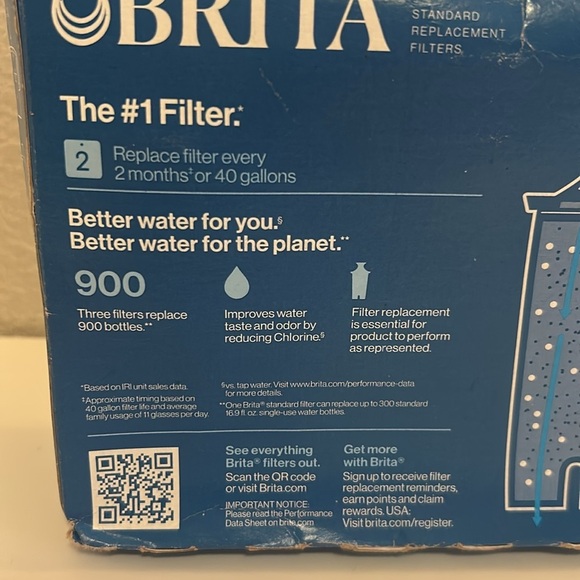 BRITA
STANDARD
REPLACEMENT
FILTERS
The #1 Filter.*
2
Replace filter every
2 months‡ or 40 gallons
Better water for you.§
Better water for the planet.**
900
Three filters replace
900 bottles.**
Improves water
taste and odor by
reducing Chlorine.§
Filter replacement
is essential for
product to perform
as represented.
*Based on IRI unit sales data.
‡Approximate timing based on
40 gallon filter life and average
family usage of 11 glasses per day.
§vs. tap water. Visit www.brita.com/performance-data
for more details.
**One Brita® standard filter can replace up to 300 standard
16.9 fl oz. single-use water bottles.
See everything
Brita® filters out.
Scan the QR code
or visit Brita.com
IMPORTANT NOTICE:
Please read the Performance
Data Sheet on brita.com
Get more
with Brita®
Sign up to receive filter
replacement reminders,
earn points and claim
rewards. USA:
Visit brita.com/register.